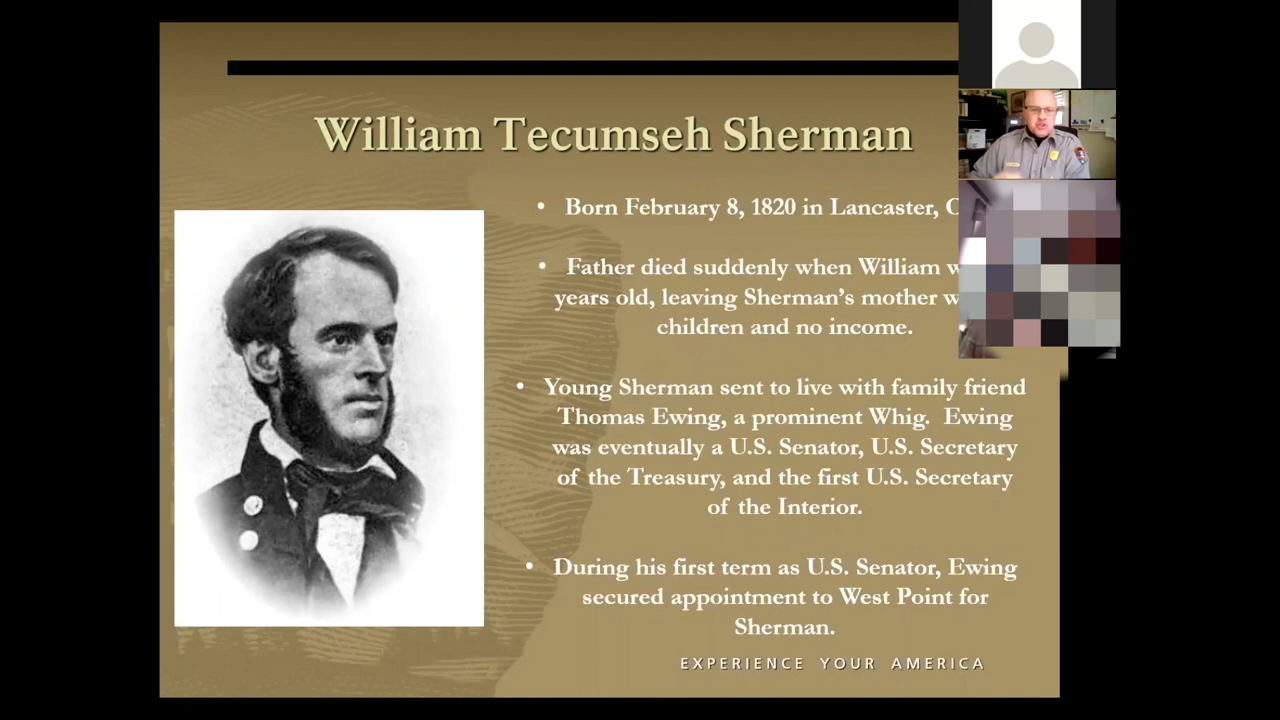 William Tecumseh Sherman
• Born February 8, 1820 in Lancaster,
• Father died suddenly when William
years old, leaving Sherman's mother
children and no income.
• Young Sherman sent to live with family friend
Thomas Ewing, a prominent Whig. Ewing
was eventually a U.S. Senator, U.S. Secretary
of the Treasury, and the first U.S. Secretary
of the Interior.
• During his first term as U.S. Senator, Ewing
secured appointment to West Point for
Sherman.
EXPERIENCE YOUR AMERICA